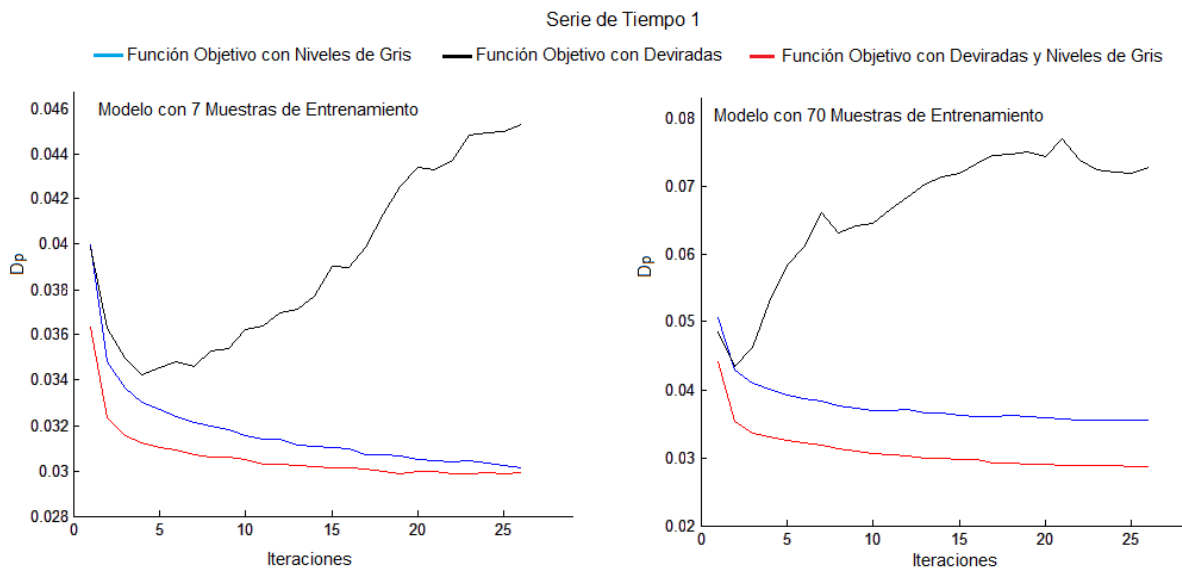 Serie de Tiempo 1
Función Objetivo con Niveles de Gris
Función Objetivo con Deviradas
Función Objetivo con Deviradas y Niveles de Gris
Modelo con 7 Muestras de Entrenamiento
0.046
0.044
0.042
0.04
0.038
0.036
0.034
0.032
0.03
0.028
Dp
0
5
10
15
20
25
Iteraciones
Modelo con 70 Muestras de Entrenamiento
0.08
0.07
0.06
0.05
0.04
0.03
0.02
Dp
0
5
10
15
20
25
Iteraciones